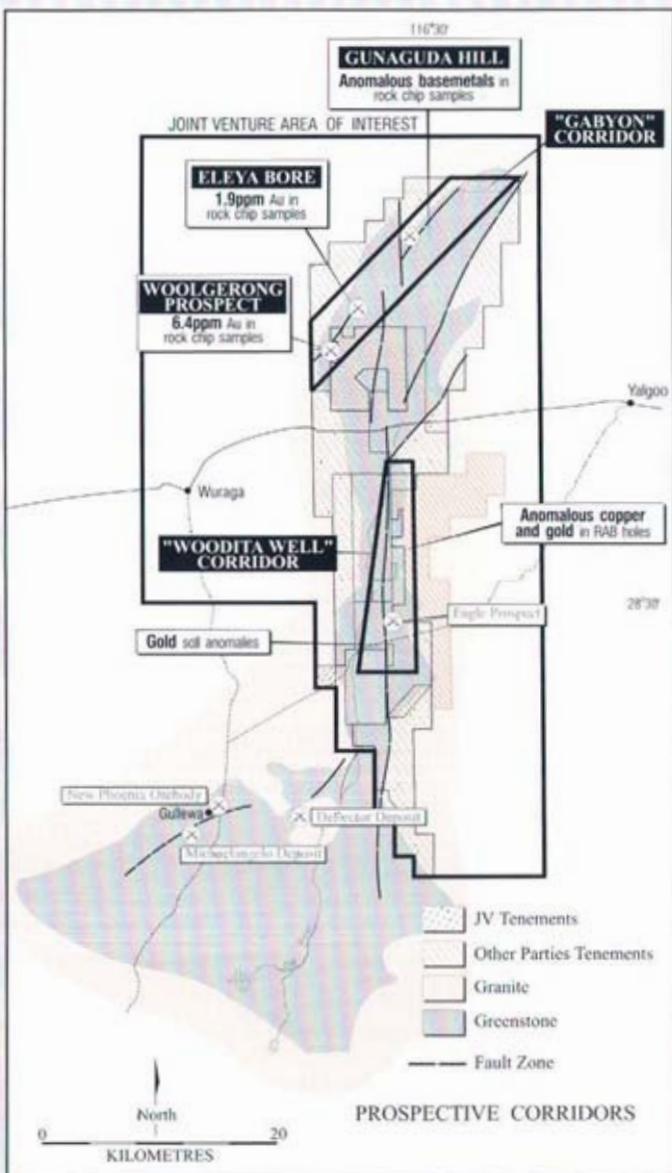 116°30'
GUNAGUDA HILL
Anomalous basemetals in
rock chip samples
JOINT VENTURE AREA OF INTEREST
"GABYON"
CORRIDOR
ELEYA BORE
1.9ppm Au in
rock chip samples
WOOLGERONG
PROSPECT
6.4ppm Au in
rock chip samples
Yalgoo
Wuraga
Anomalous copper
and gold in RAB holes
"WOODITA WELL"
CORRIDOR
28°30'
Eagle Prospect
Gold soil anomalies
New Phoenix Orebody
Gullewa
Deflector Deposit
Michaelangelo Deposit
JV Tenements
Other Parties Tenements
Granite
Greenstone
Fault Zone
North
PROSPECTIVE CORRIDORS
0 20
KILOMETRES